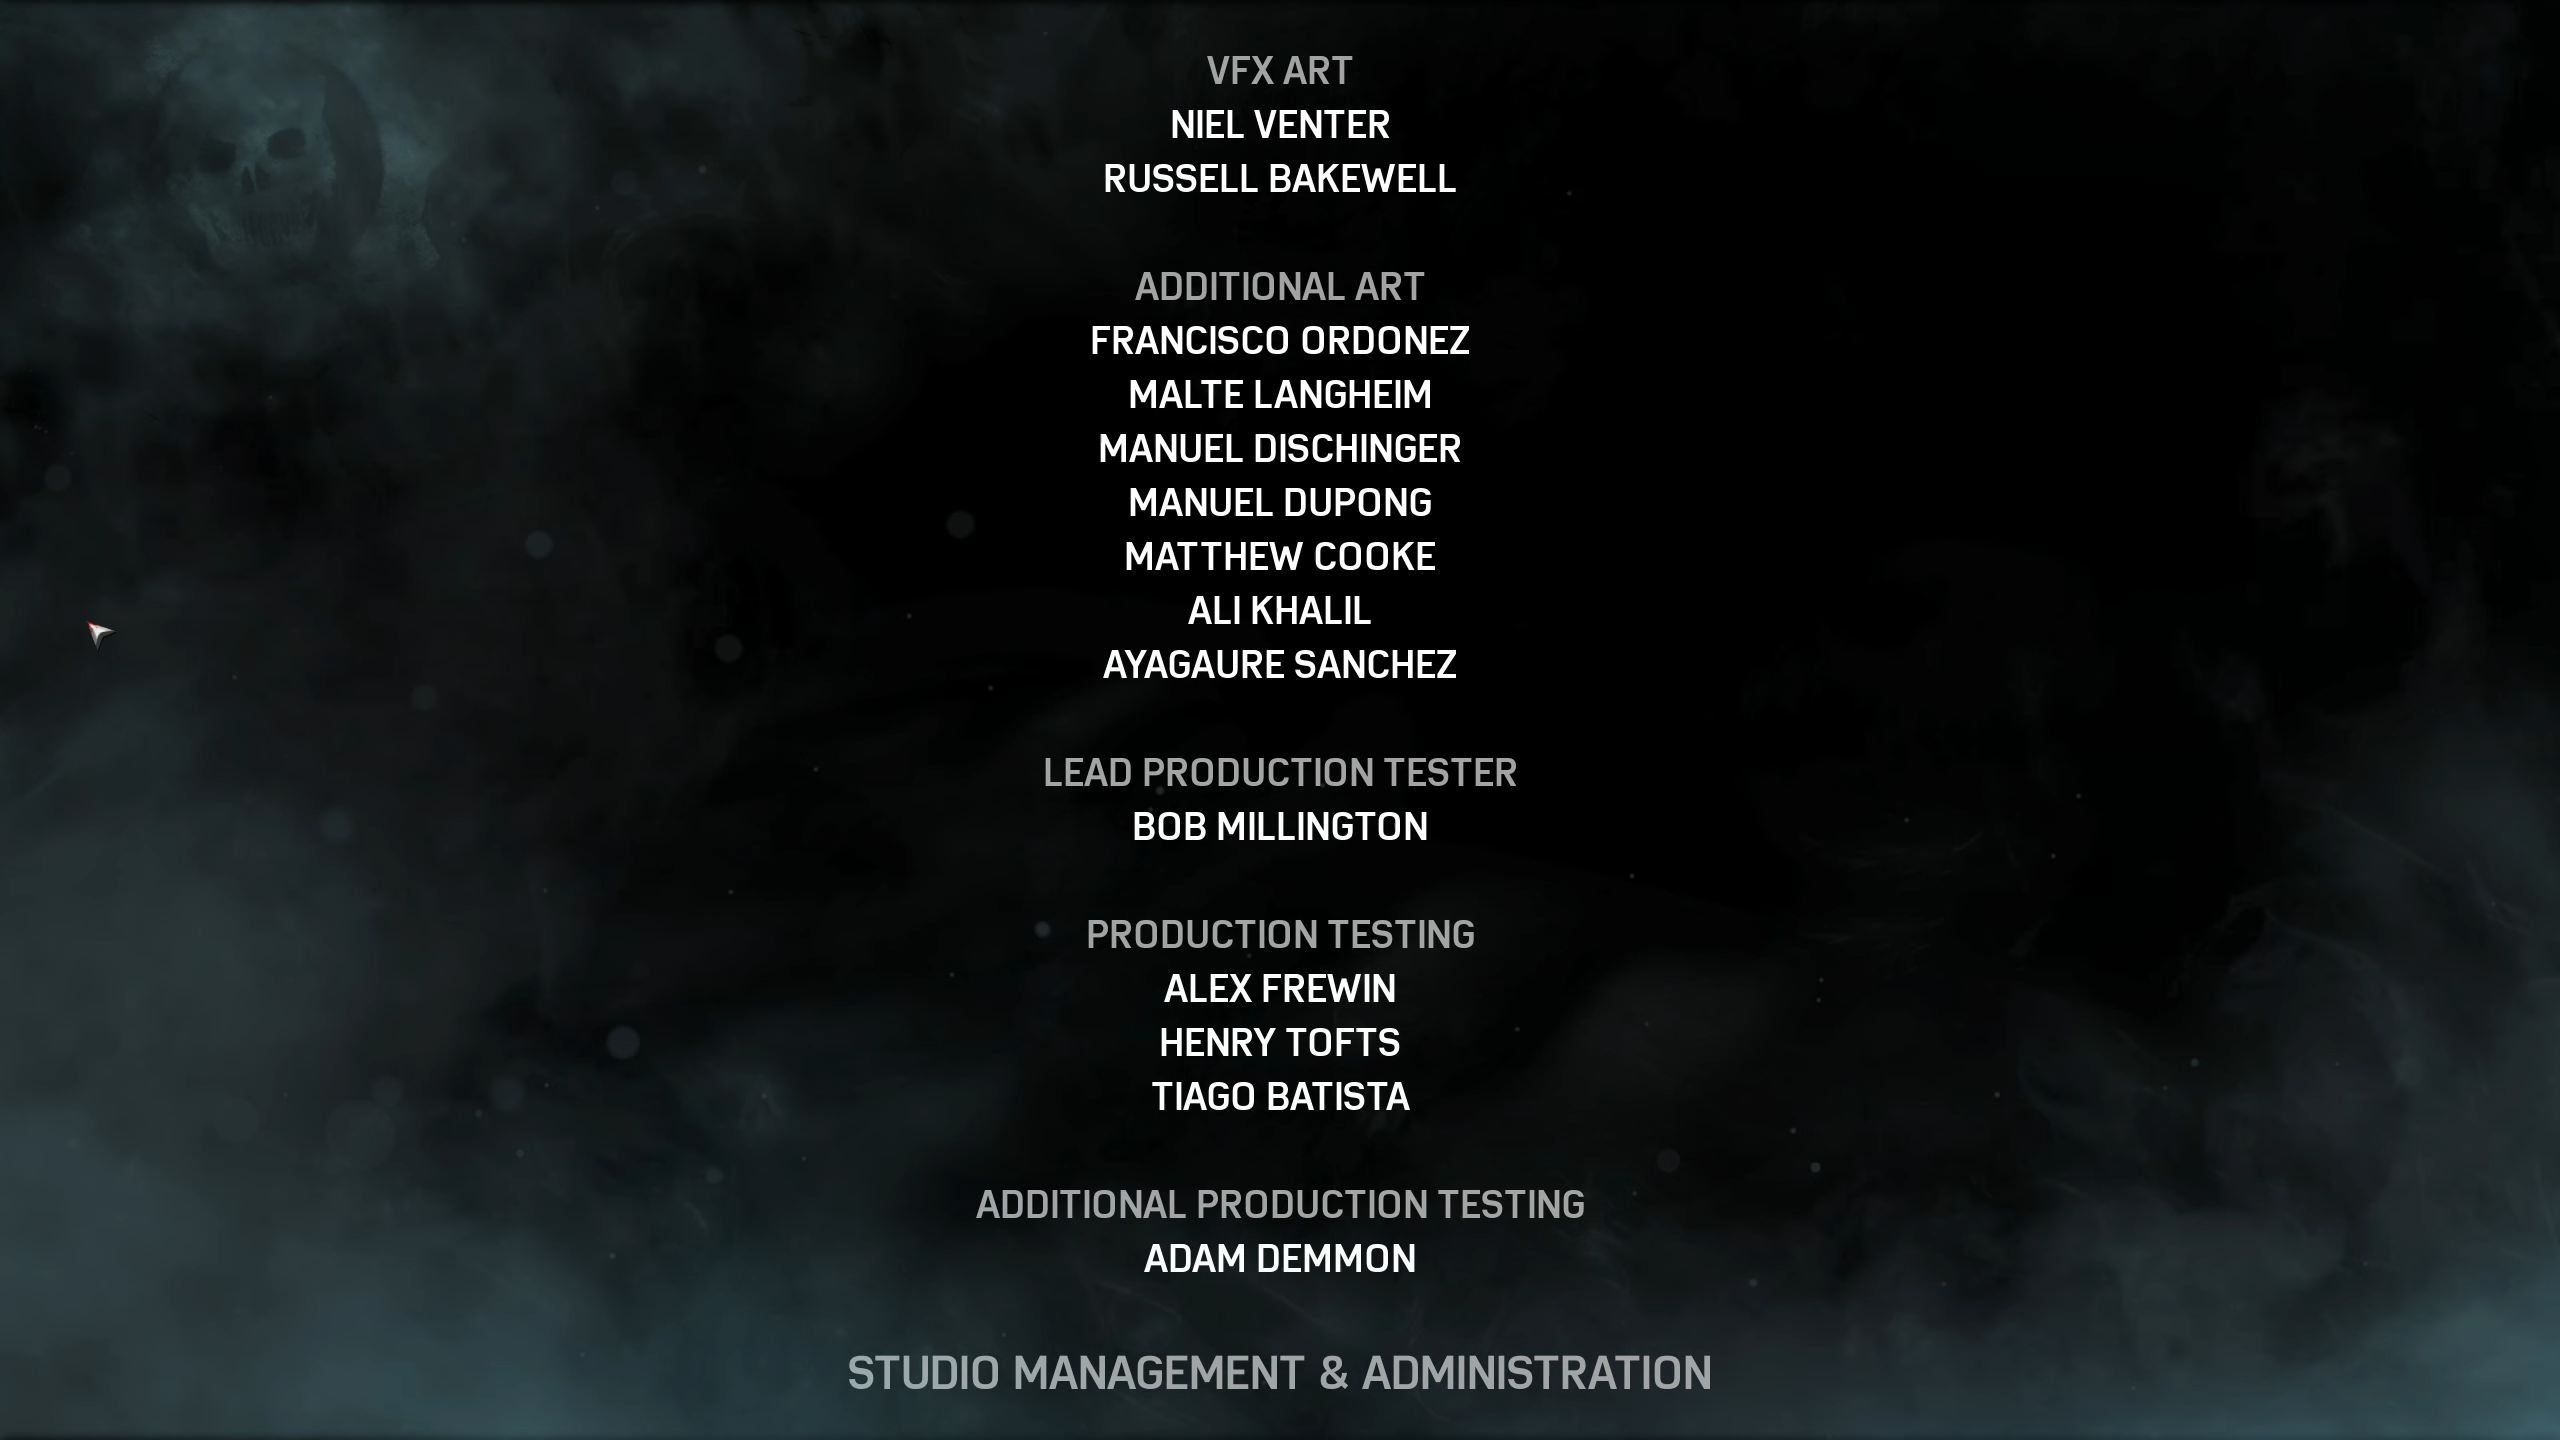 VFX ART
NIEL VENTER
RUSSELL BAKEWELL
ADDITIONAL ART
FRANCISCO ORDONEZ
MALTE LANGHEIM
MANUEL DISCHINGER
MANUEL DUPONG
MATTHEW COOKE
ALI KHALIL
AYAGAURE SANCHEZ
LEAD PRODUCTION TESTER
BOB MILLINGTON
PRODUCTION TESTING
ALEX FREWIN
HENRY TOFTS
TIAGO BATISTA
ADDITIONAL PRODUCTION TESTING
ADAM DEMMON
STUDIO MANAGEMENT & ADMINISTRATION